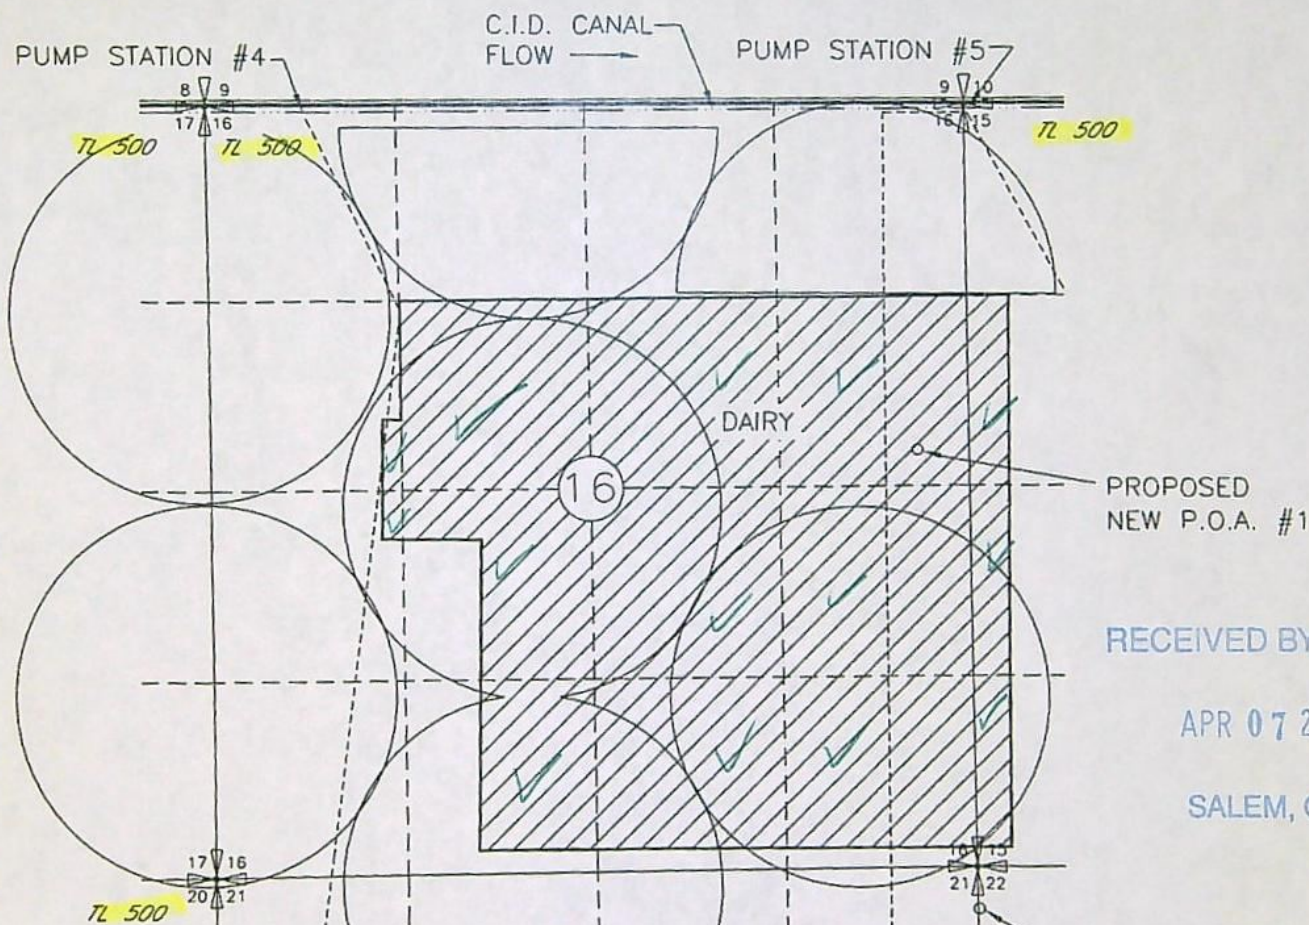 C.I.D. CANAL
FLOW
PUMP STATION #4
PUMP STATION #5
8 9
17 16
9 10
16 15
TL 500
TL 500
TL 500
DAIRY
16
PROPOSED
NEW P.O.A. #1
RECEIVED BY
APR 07 2
SALEM, O
17 16
20 21
16 15
21 22
TL 500